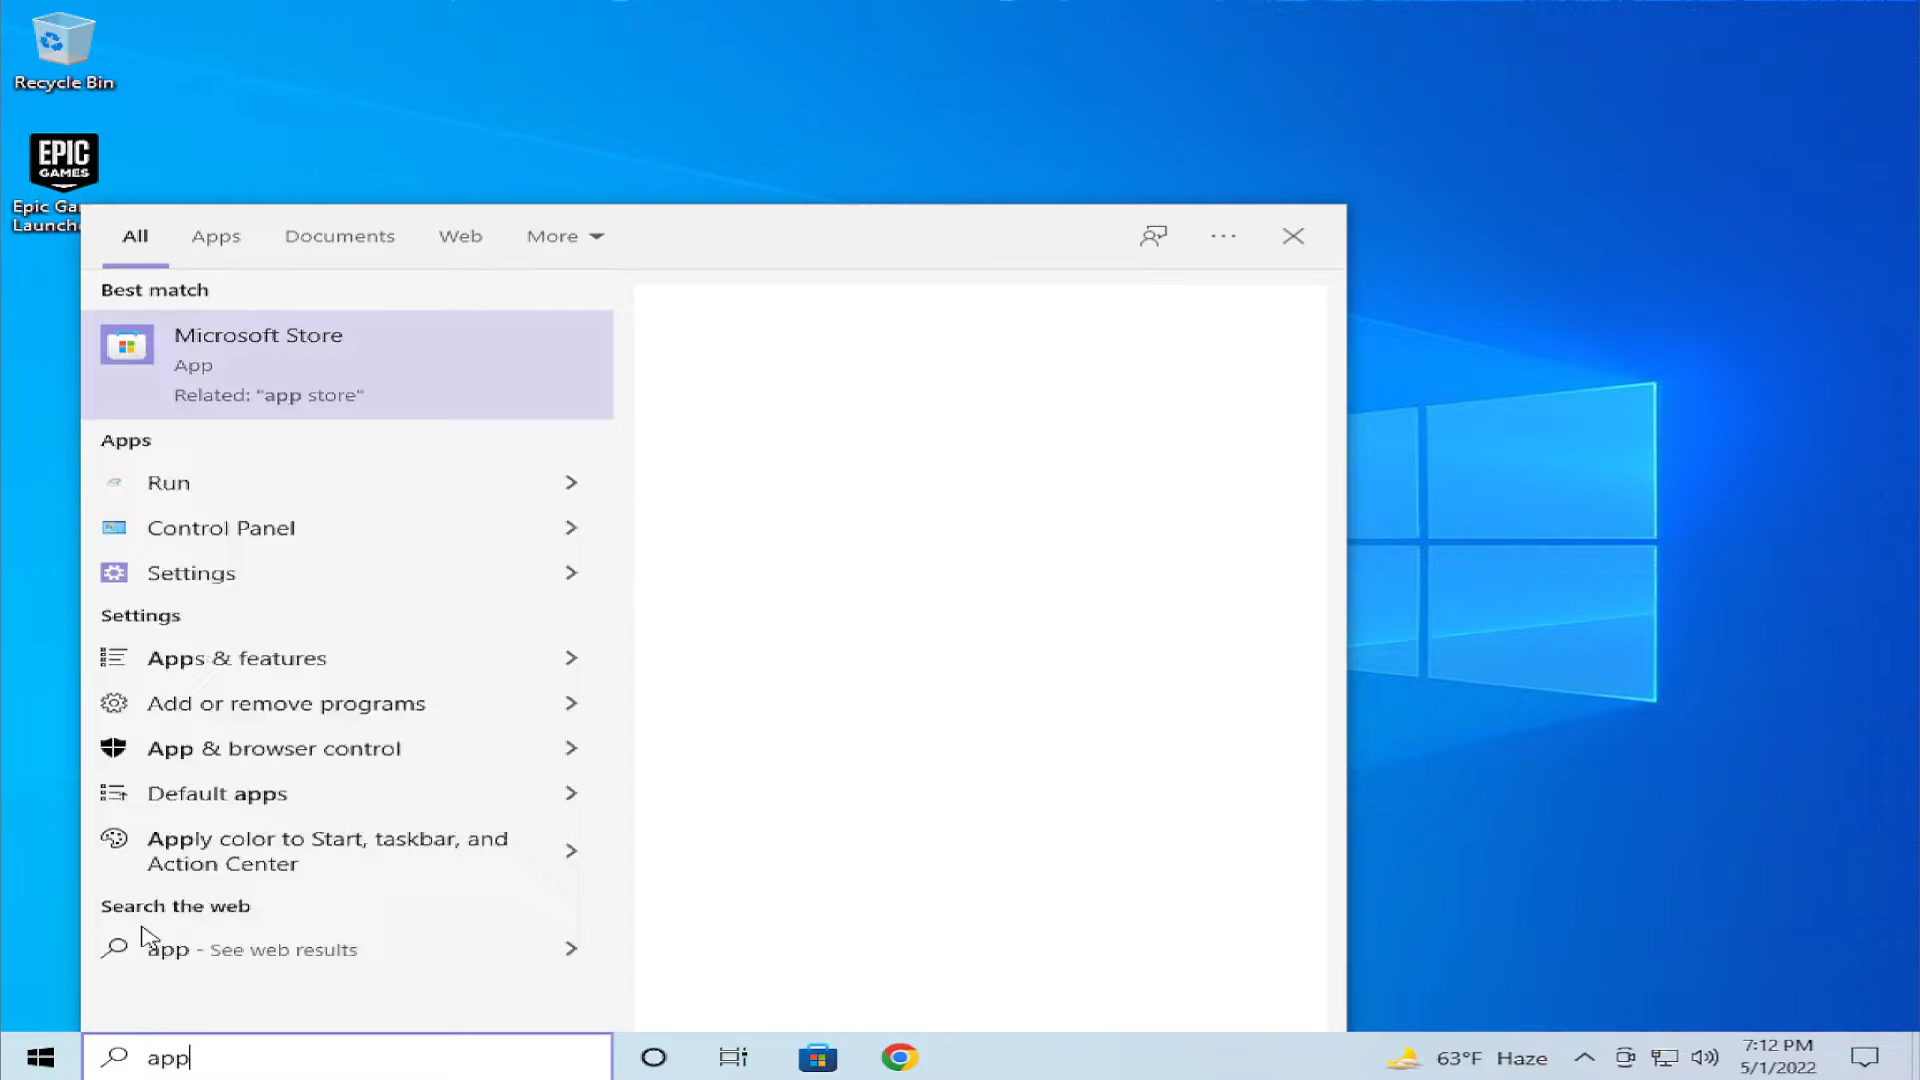 Recycle Bin
EPIC
GAMES
Epic Ga
Launch
All Apps Documents Web More
Best match
Microsoft Store
App
Related: "app store"
Apps
Run
Control Panel
Settings
Settings
Apps & features
Add or remove programs
App & browser control
Default apps
Apply color to Start, taskbar, and
Action Center
Search the web
app - See web results
app
63°F Haze
7:12 PM
5/1/2022